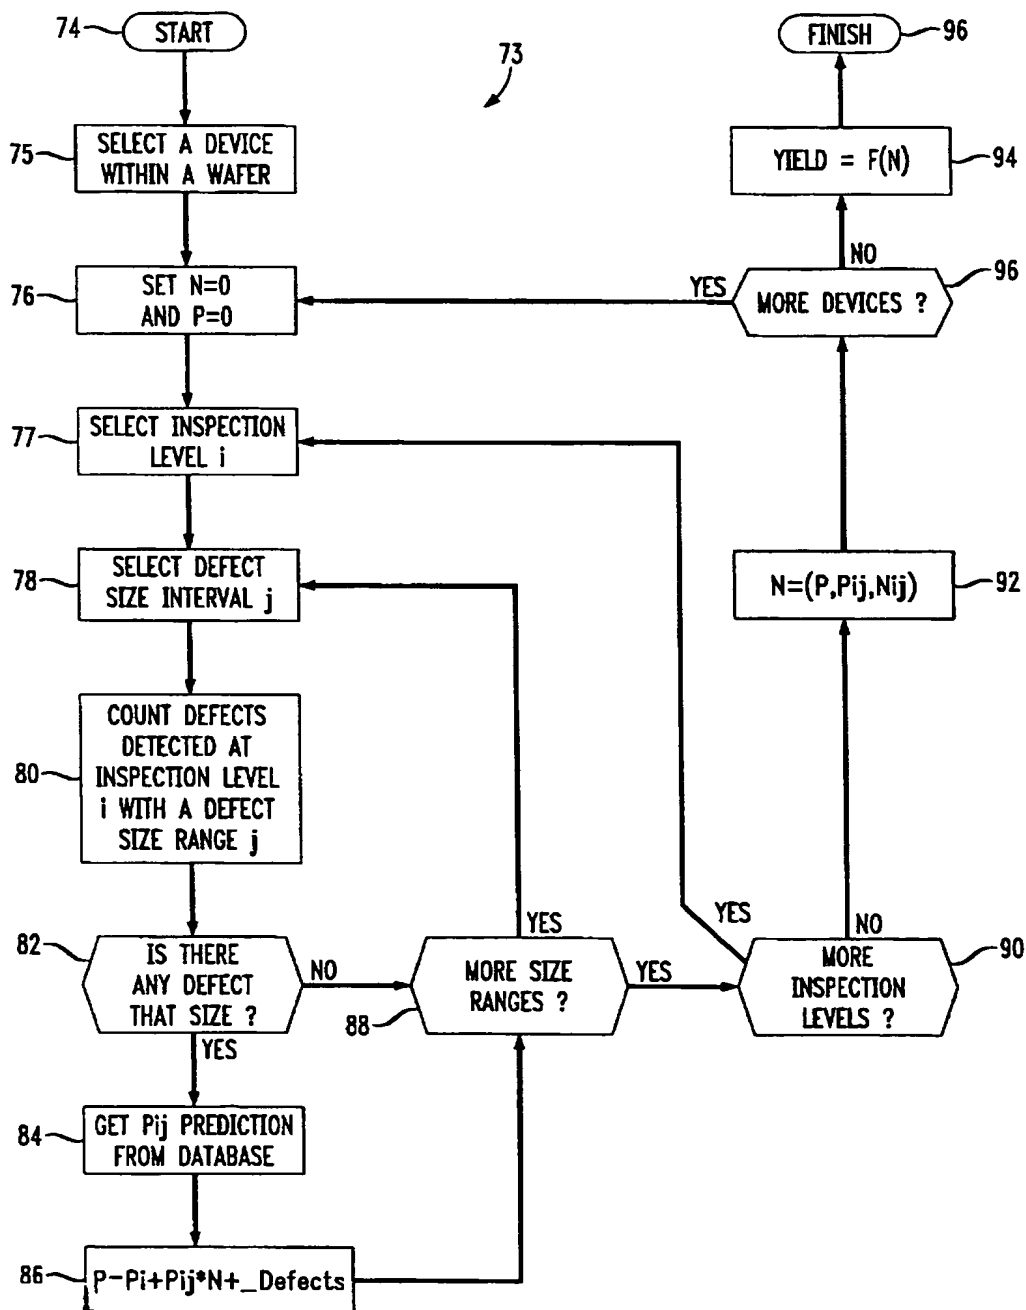 74
START
FINISH
96
73
75
SELECT A DEVICE
WITHIN A WAFER
YIELD = F(N)
94
76
SET N=0
AND P=0
YES
NO
MORE DEVICES ?
96
77
SELECT INSPECTION
LEVEL i
78
SELECT DEFECT
SIZE INTERVAL j
N=(P,Pij,Nij)
92
80
COUNT DEFECTS
DETECTED AT
INSPECTION LEVEL
i WITH A DEFECT
SIZE RANGE j
82
IS THERE
ANY DEFECT
THAT SIZE ?
NO
YES
YES
MORE SIZE
RANGES ?
88
YES
YES
NO
MORE
INSPECTION
LEVELS ?
90
84
GET Pij PREDICTION
FROM DATABASE
86
P-Pi+Pij*N+_Defects